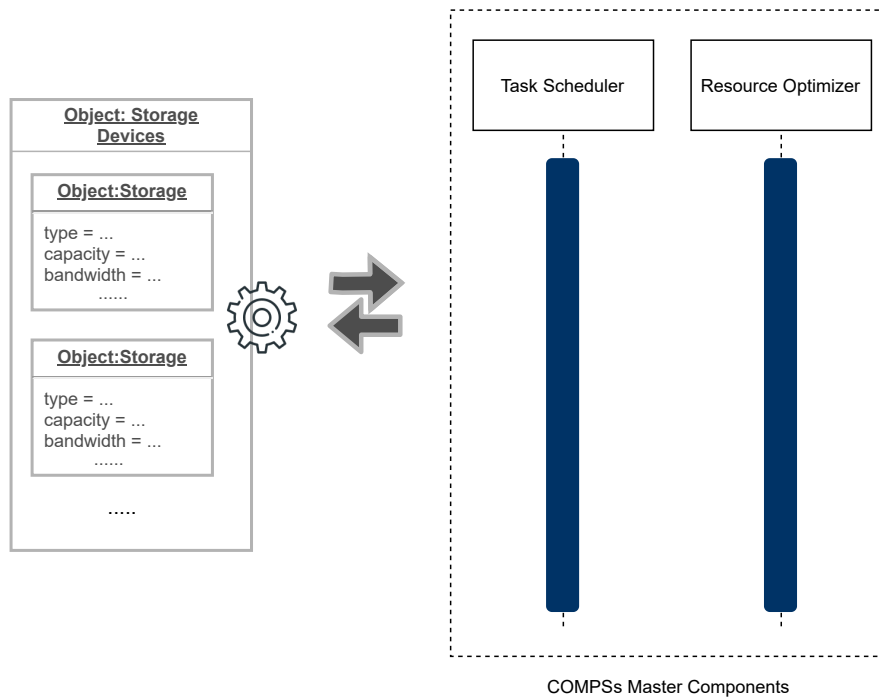 Object: Storage
Devices
Object:Storage
type = ...
capacity = ...
bandwidth = ...
......
Object:Storage
type = ...
capacity = ...
bandwidth = ...
......
.....
Task Scheduler
Resource Optimizer
COMPSs Master Components